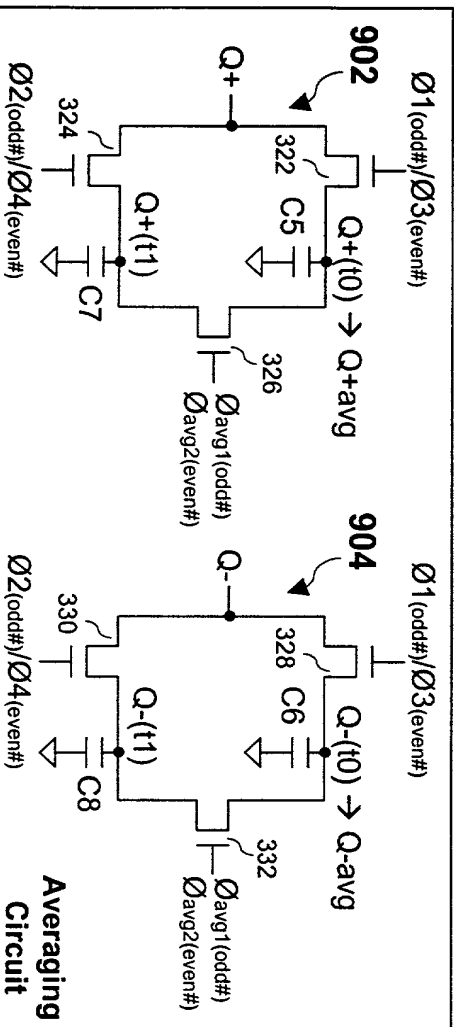 902
Q+
Ø1(odd#)/Ø3(even#)
322
C5
Q+(t0) → Q+avg
324
Ø2(odd#)/Ø4(even#)
Q+(t1)
C7
326
Øavg1(odd#)
Øavg2(even#)
904
Q-
Ø1(odd#)/Ø3(even#)
328
C6
Q-(t0) → Q-avg
330
Ø2(odd#)/Ø4(even#)
Q-(t1)
C8
332
Øavg1(odd#)
Øavg2(even#)
Averaging
Circuit